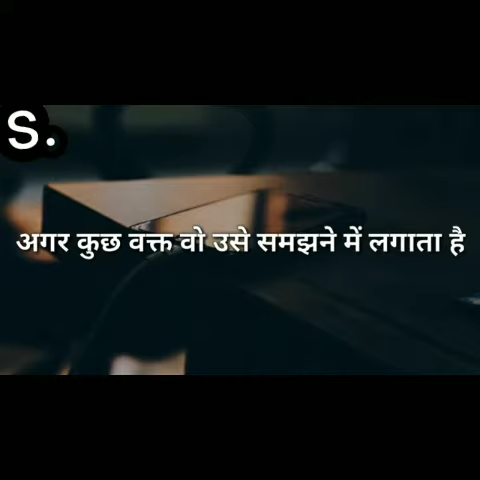 S.
अगर कुछ वक्त वो उसे समझने में लगाता है